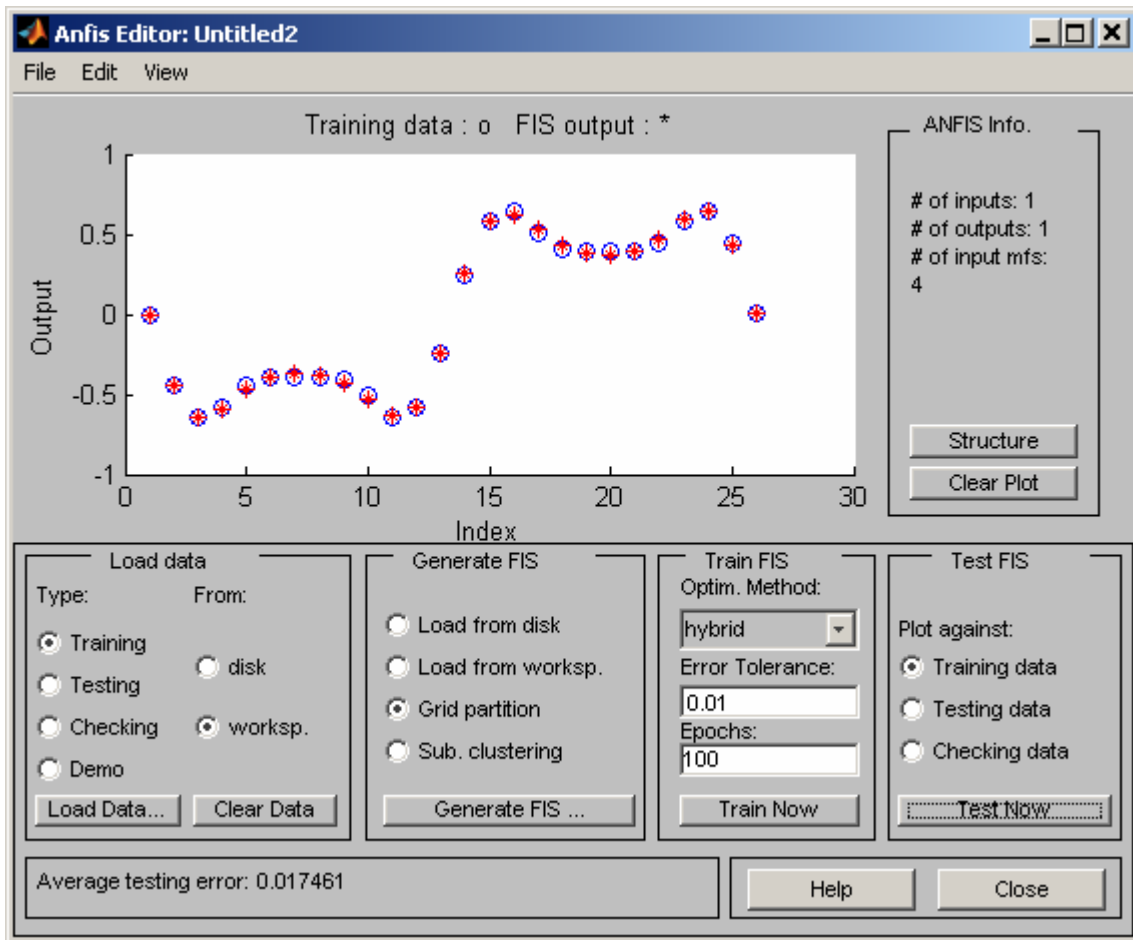 Anfis Editor: Untitled2
File Edit View
Training data : o FIS output : *
1
0.5
0
-0.5
-1
Output
0 5 10 15 20 25 30
Index
ANFIS Info.
# of inputs: 1
# of outputs: 1
# of input mfs:
4
Structure
Clear Plot
Load data
Type: From:
Training
Testing
Checking
Demo
disk
worksp.
Load Data... Clear Data
Generate FIS
Load from disk
Load from worksp.
Grid partition
Sub. clustering
Generate FIS ...
Train FIS
Optim. Method:
hybrid
Error Tolerance:
0.01
Epochs:
100
Train Now
Test FIS
Plot against:
Training data
Testing data
Checking data
Test Now
Average testing error: 0.017461
Help Close